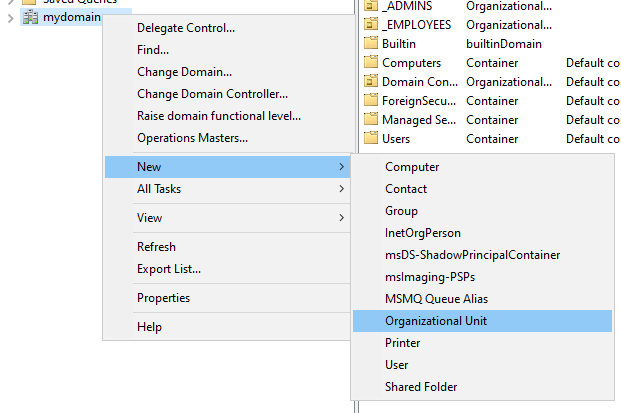 Saved Queries
mydomain
Delegate Control...
Find...
Change Domain...
Change Domain Controller...
Raise domain functional level...
Operations Masters...
New
All Tasks
View
Refresh
Export List...
Properties
Help
_ADMINS Organizational...
_EMPLOYEES Organizational...
Builtin builtinDomain
Computers Container Default co
Domain Con... Organizational...
ForeignSecu... Container Default co
Managed Se... Container Default co
Users Container Default co
Computer
Contact
Group
InetOrgPerson
msDS-ShadowPrincipalContainer
msImaging-PSPs
MSMQ Queue Alias
Organizational Unit
Printer
User
Shared Folder